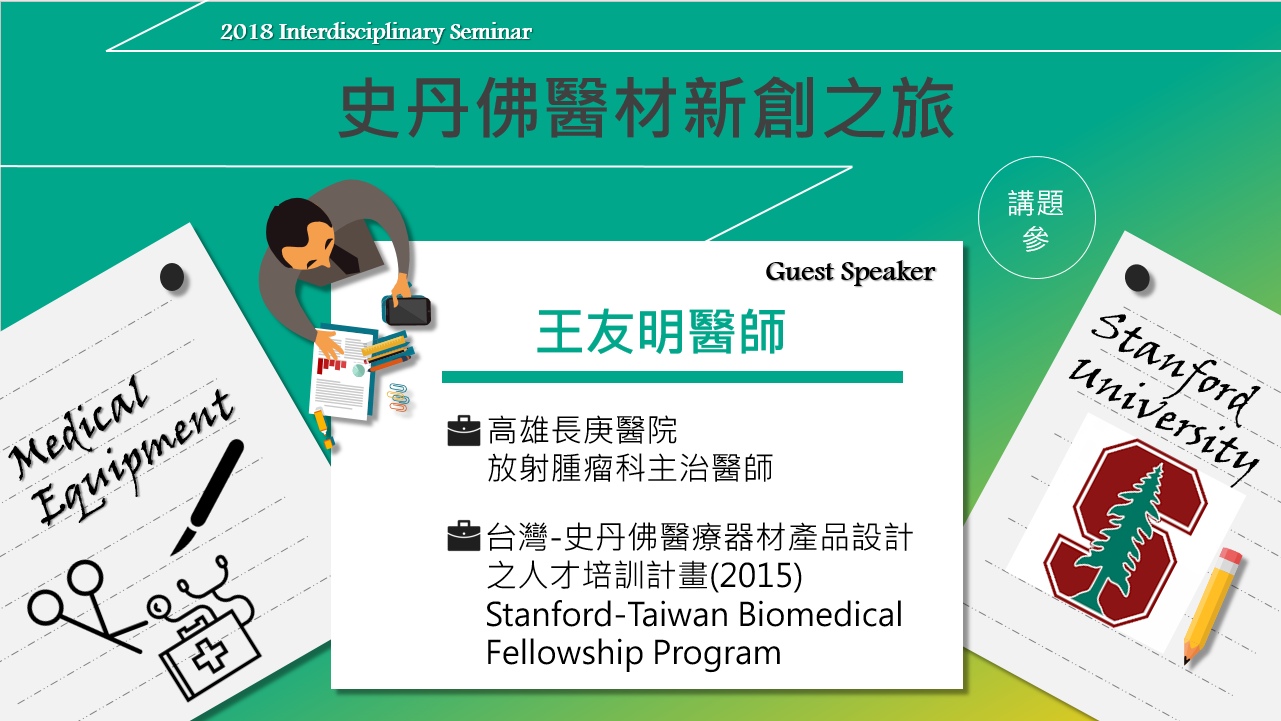 2018 Interdisciplinary Seminar
史丹佛醫材新創之旅
講題
參
Guest Speaker
王友明醫師
高雄長庚醫院
放射腫瘤科主治醫師
台灣-史丹佛醫療器材產品設計
之人才培訓計畫(2015)
Stanford-Taiwan Biomedical
Fellowship Program
Medical
Equipment
Stanford
University